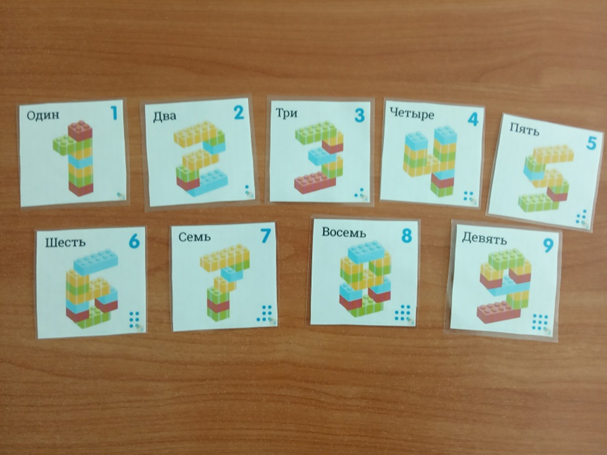 Один 1
Два 2
Три 3
Четыре 4
Пять 5
Шесть 6
Семь 7
Восемь 8
Девять 9